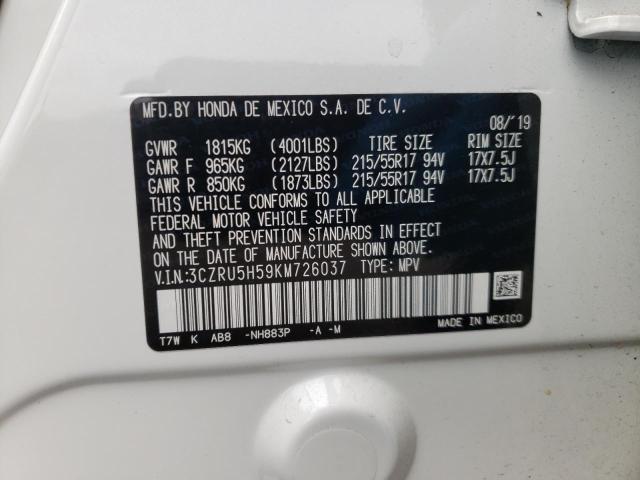 MFD.BY HONDA DE MEXICO S.A. DE C.V.
08/'19
GVWR 1815KG (4001LBS) TIRE SIZE RIM SIZE
GAWR F 965KG (2127LBS) 215/55R17 94V 17X7.5J
GAWR R 850KG (1873LBS) 215/55R17 94V 17X7.5J
THIS VEHICLE CONFORMS TO ALL APPLICABLE
FEDERAL MOTOR VEHICLE SAFETY
AND THEFT PREVENTION STANDARDS IN EFFECT
ON THE DATE OF MANUFACTURE SHOWN ABOVE.
V.I.N.:3CZRU5H59KM726037 TYPE: MPV
T7W K AB8 -NH883P -A -M
MADE IN MEXICO